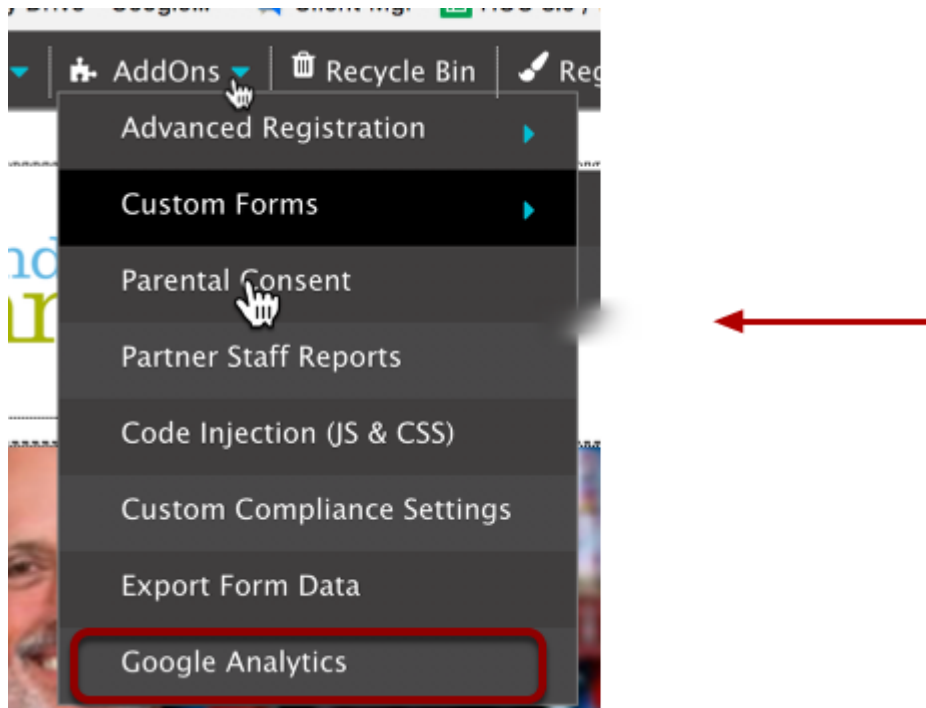 AddOns Recycle Bin
Advanced Registration
Custom Forms
Parental Consent
Partner Staff Reports
Code Injection (JS & CSS)
Custom Compliance Settings
Export Form Data
Google Analytics